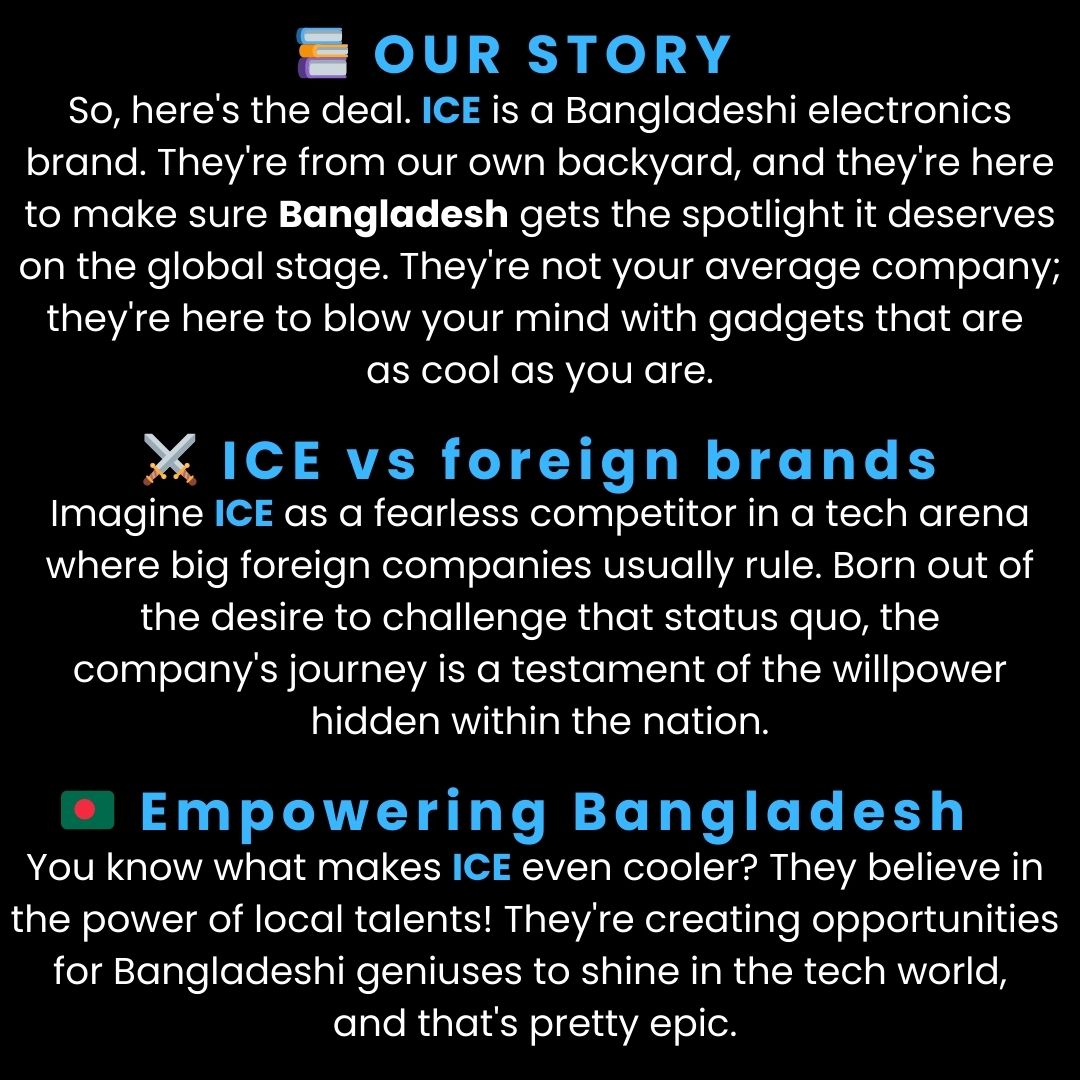 📚 OUR STORY
So, here's the deal. ICE is a Bangladeshi electronics
brand. They're from our own backyard, and they're here
to make sure Bangladesh gets the spotlight it deserves
on the global stage. They're not your average company;
they're here to blow your mind with gadgets that are
as cool as you are.
⚔️ ICE vs foreign brands
Imagine ICE as a fearless competitor in a tech arena
where big foreign companies usually rule. Born out of
the desire to challenge that status quo, the
company's journey is a testament of the willpower
hidden within the nation.
🇧🇩 Empowering Bangladesh
You know what makes ICE even cooler? They believe in
the power of local talents! They're creating opportunities
for Bangladeshi geniuses to shine in the tech world,
and that's pretty epic.